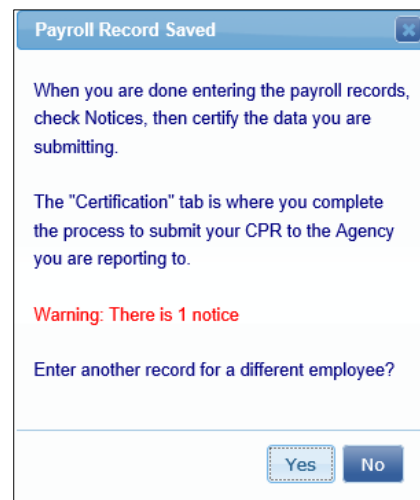 Payroll Record Saved
When you are done entering the payroll records,
check Notices, then certify the data you are
submitting.
The "Certification" tab is where you complete
the process to submit your CPR to the Agency
you are reporting to.
Warning: There is 1 notice
Enter another record for a different employee?
Yes No